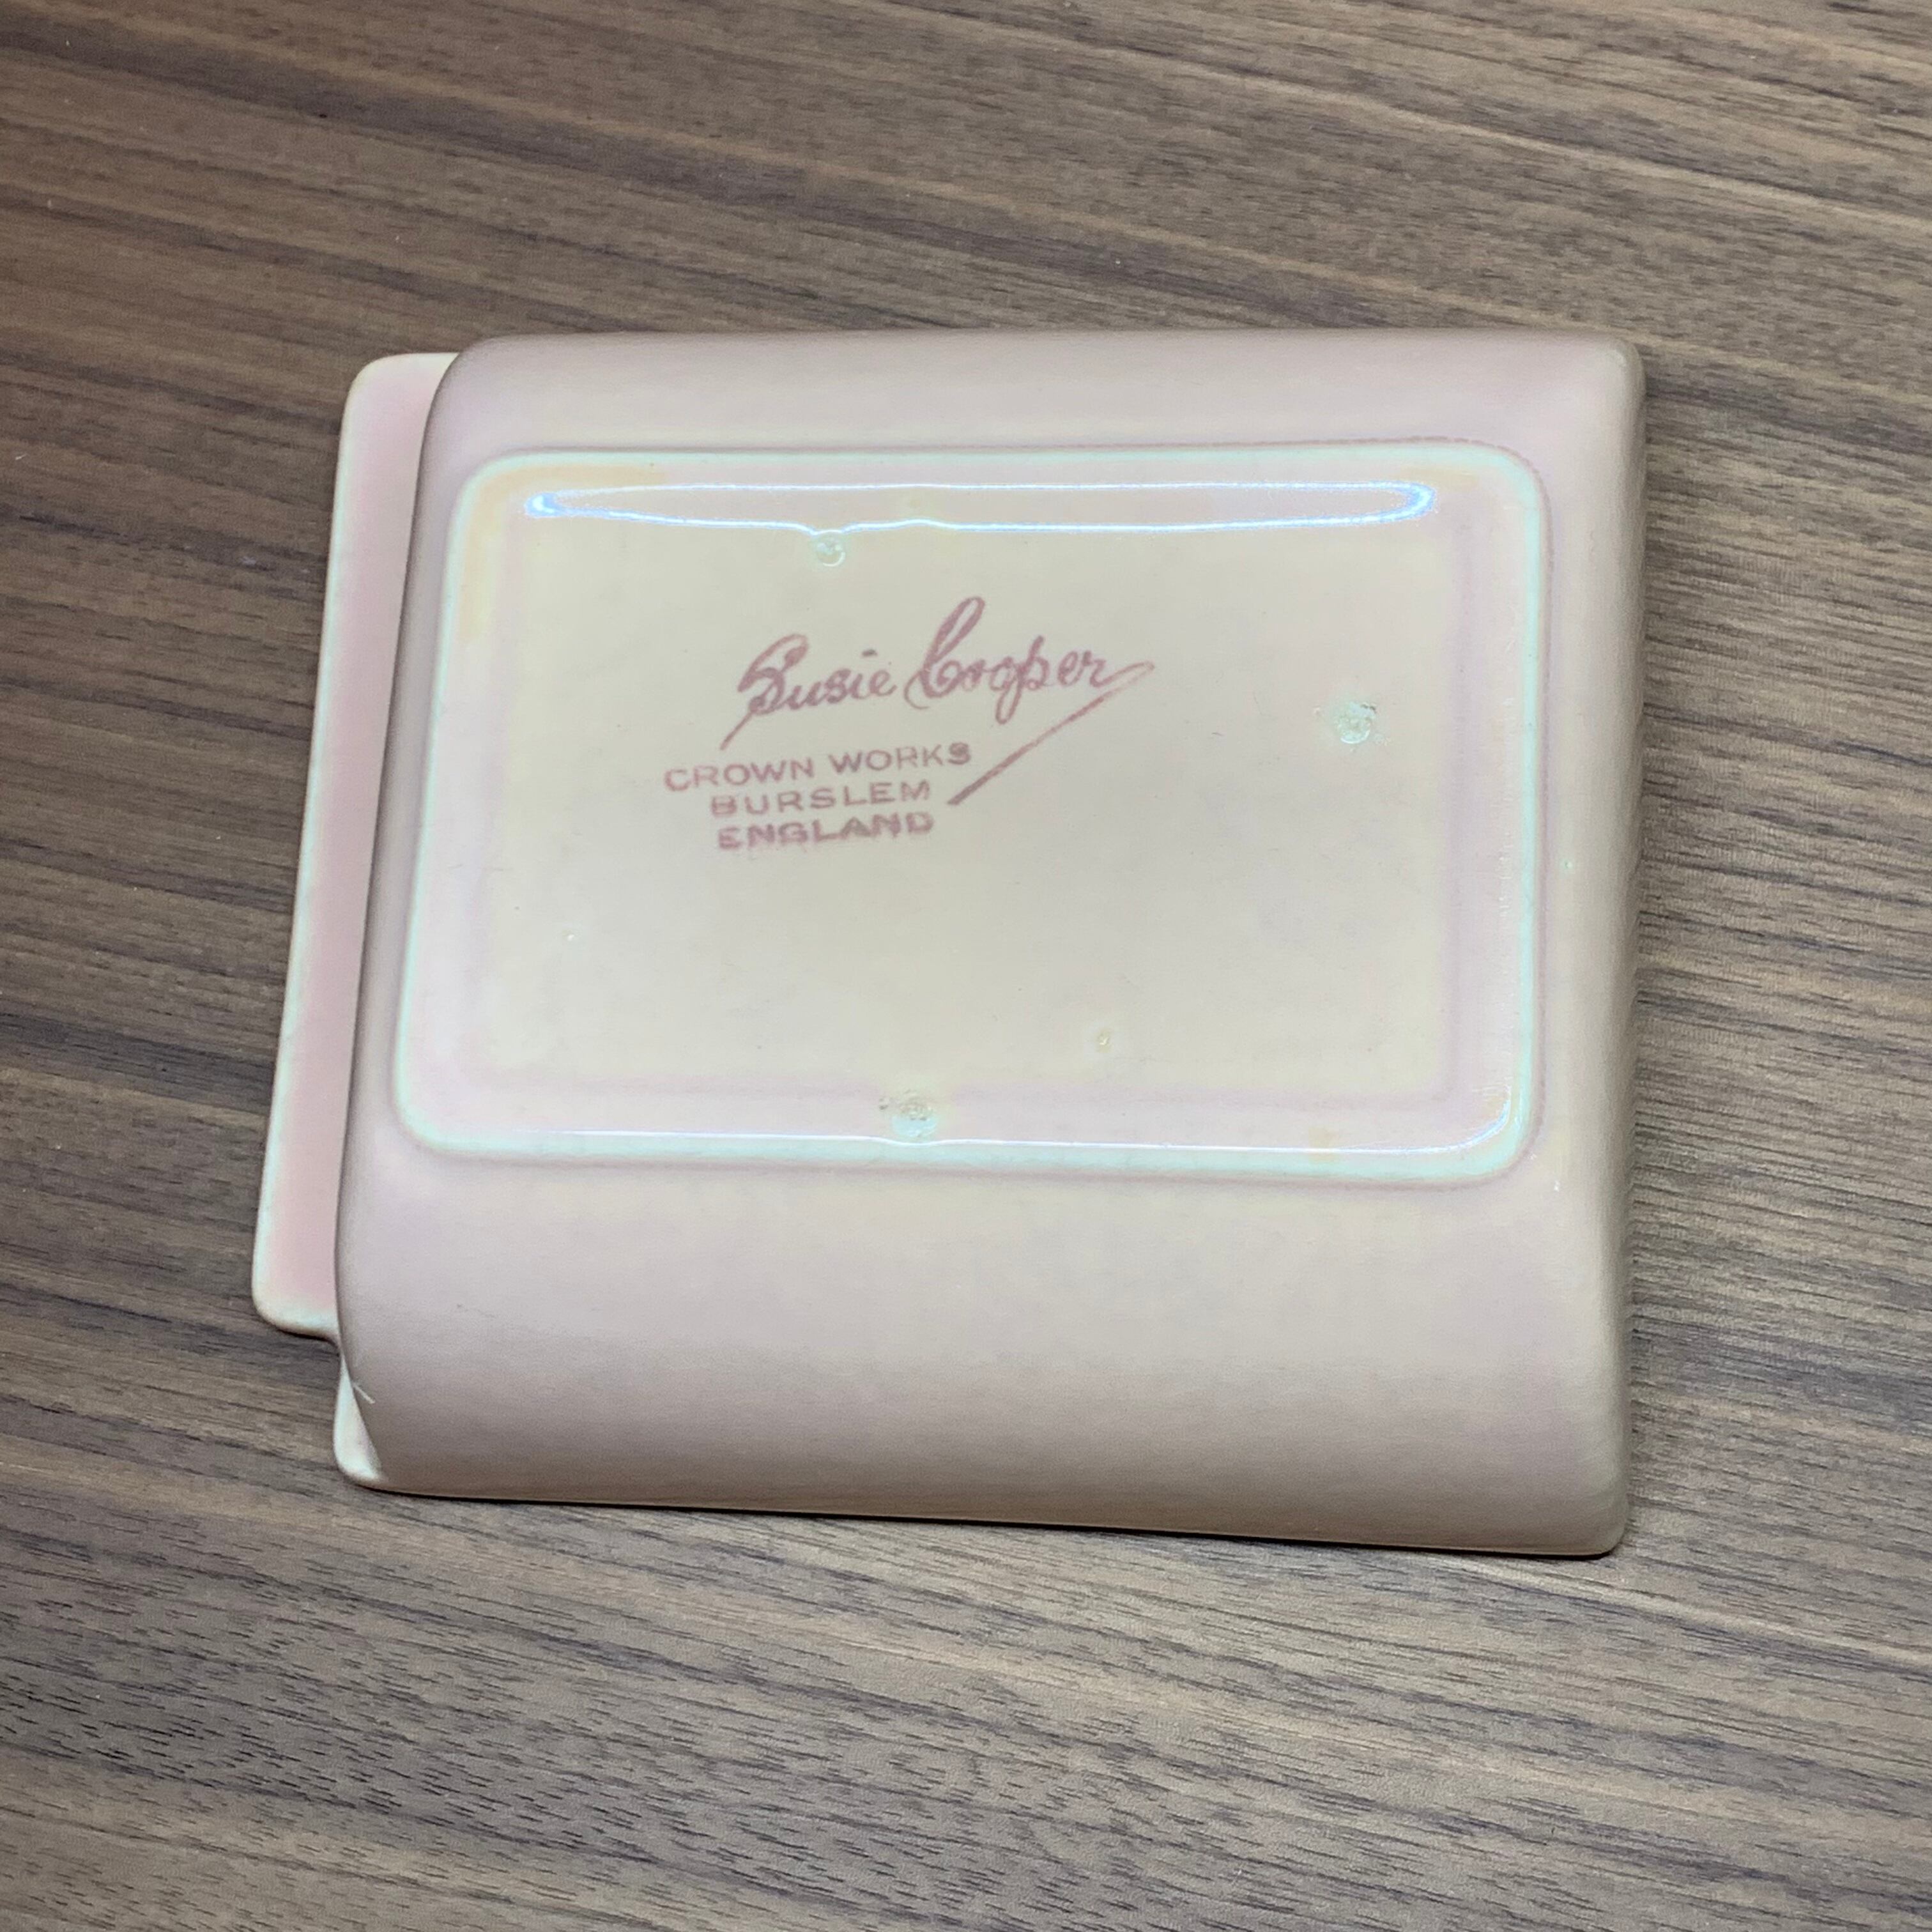 Susie Cooper
CROWN WORKS
BURSLEM
ENGLAND